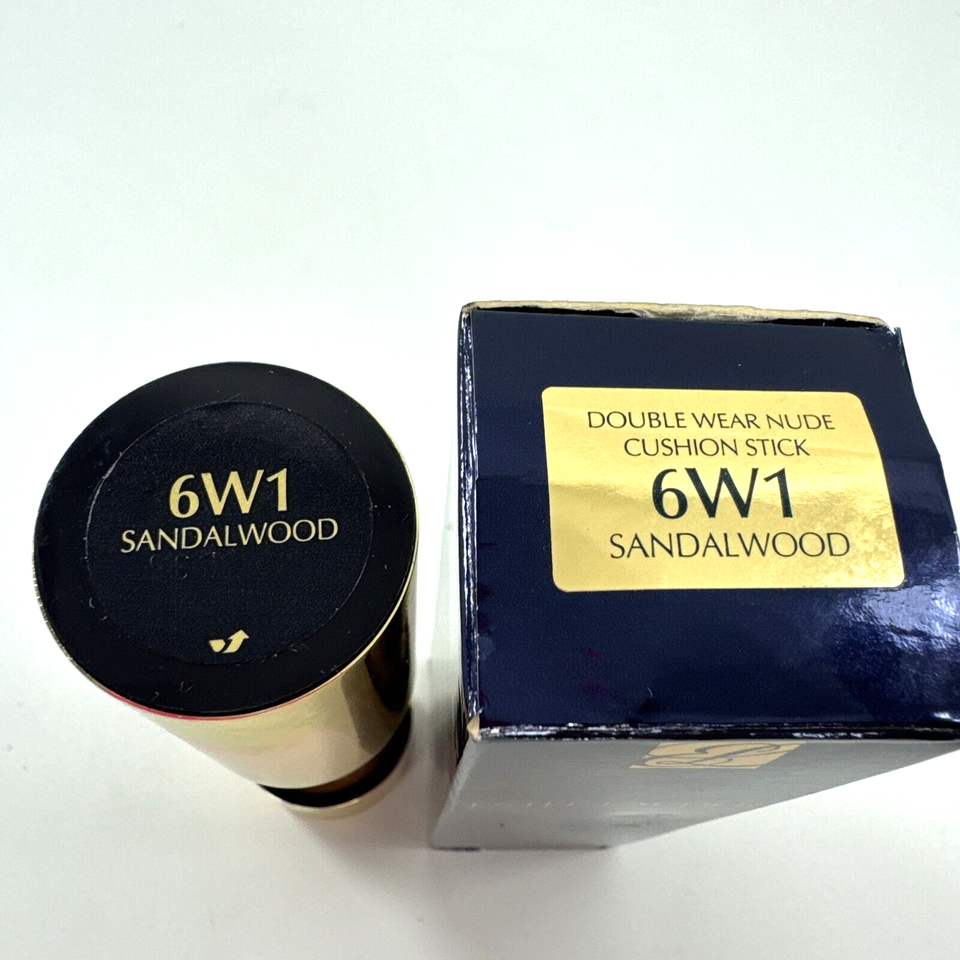 6W1
SANDALWOOD
DOUBLE WEAR NUDE
CUSHION STICK
6W1
SANDALWOOD